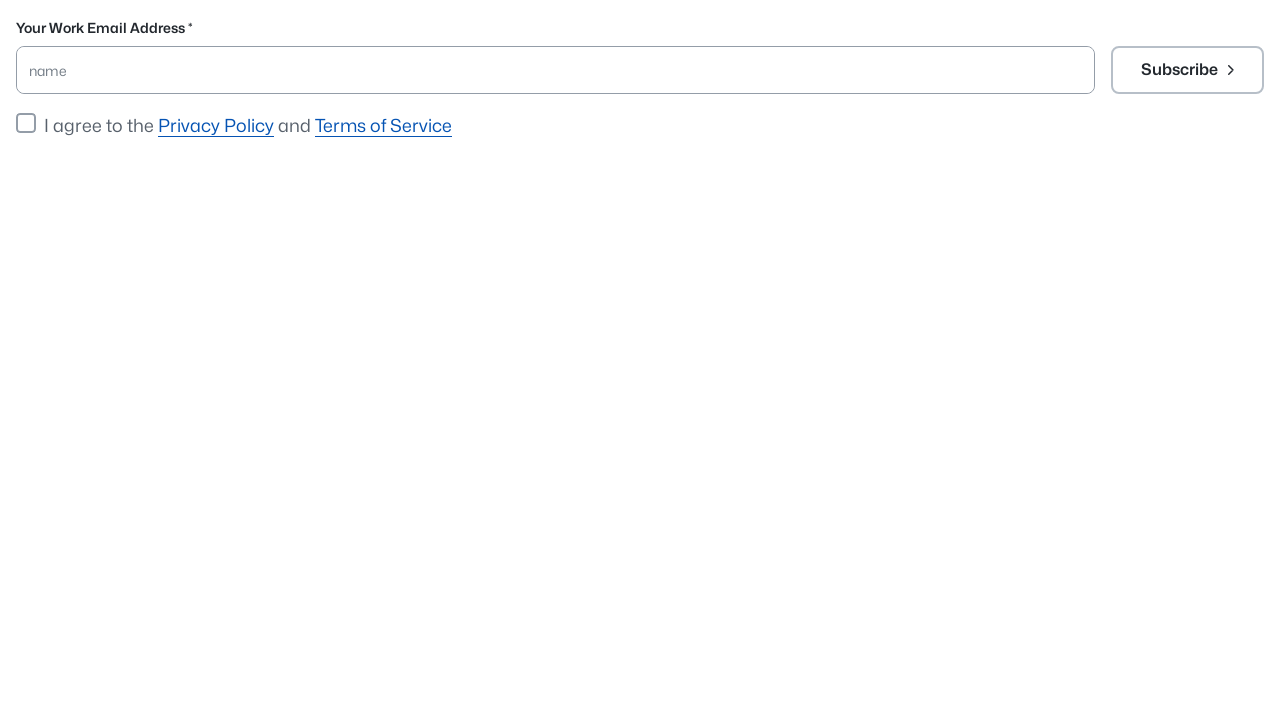 Your Work Email Address *
name
Subscribe
I agree to the Privacy Policy and Terms of Service